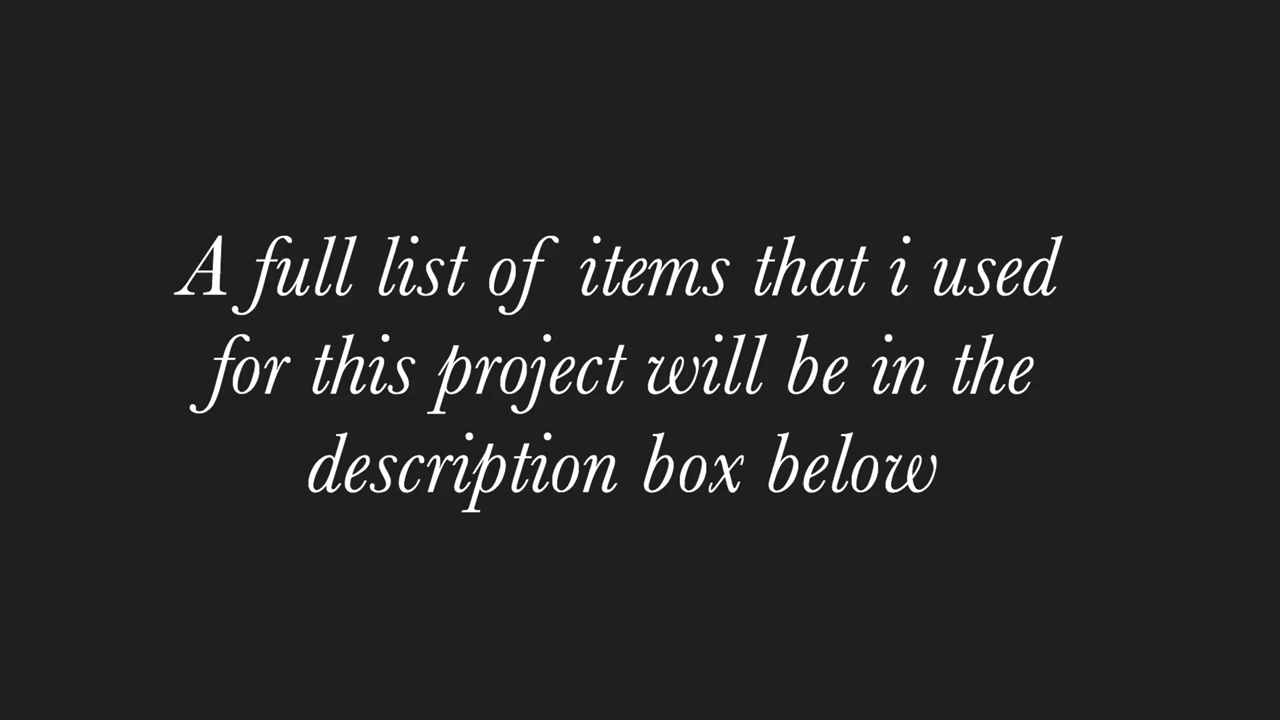 A full list of items that i used
for this project will be in the
description box below